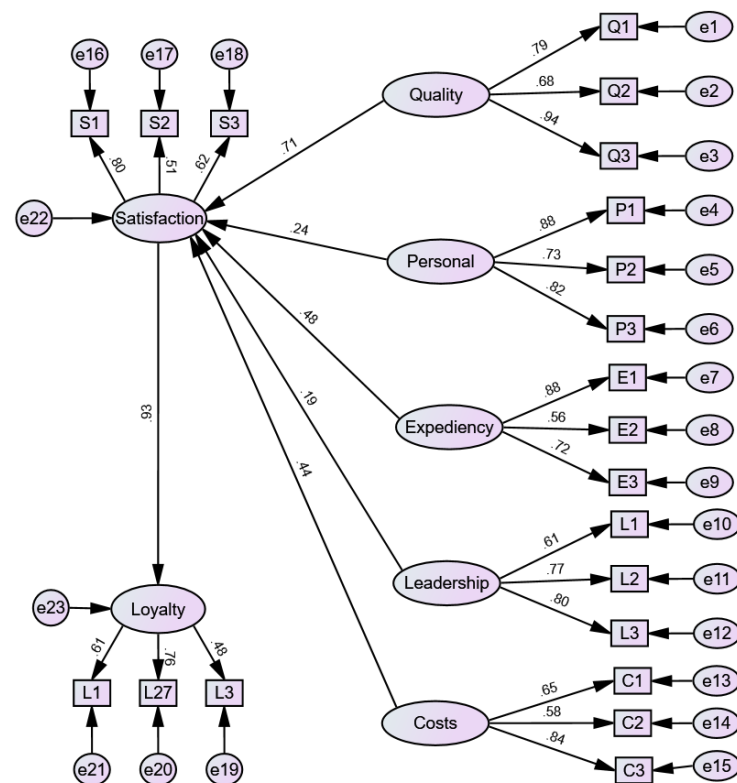 e16 e17 e18
S1 S2 S3
.80 .51 .62
e22 Satisfaction
.93
e23 Loyalty
.61 .76 .48
L1 L27 L3
e21 e20 e19
.71 Quality
.79 Q1 e1
.68 Q2 e2
.94 Q3 e3
.24 Personal
.88 P1 e4
.73 P2 e5
.82 P3 e6
.48 Expediency
.88 E1 e7
.56 E2 e8
.72 E3 e9
.19 Leadership
.61 L1 e10
.77 L2 e11
.80 L3 e12
.44 Costs
.65 C1 e13
.58 C2 e14
.84 C3 e15